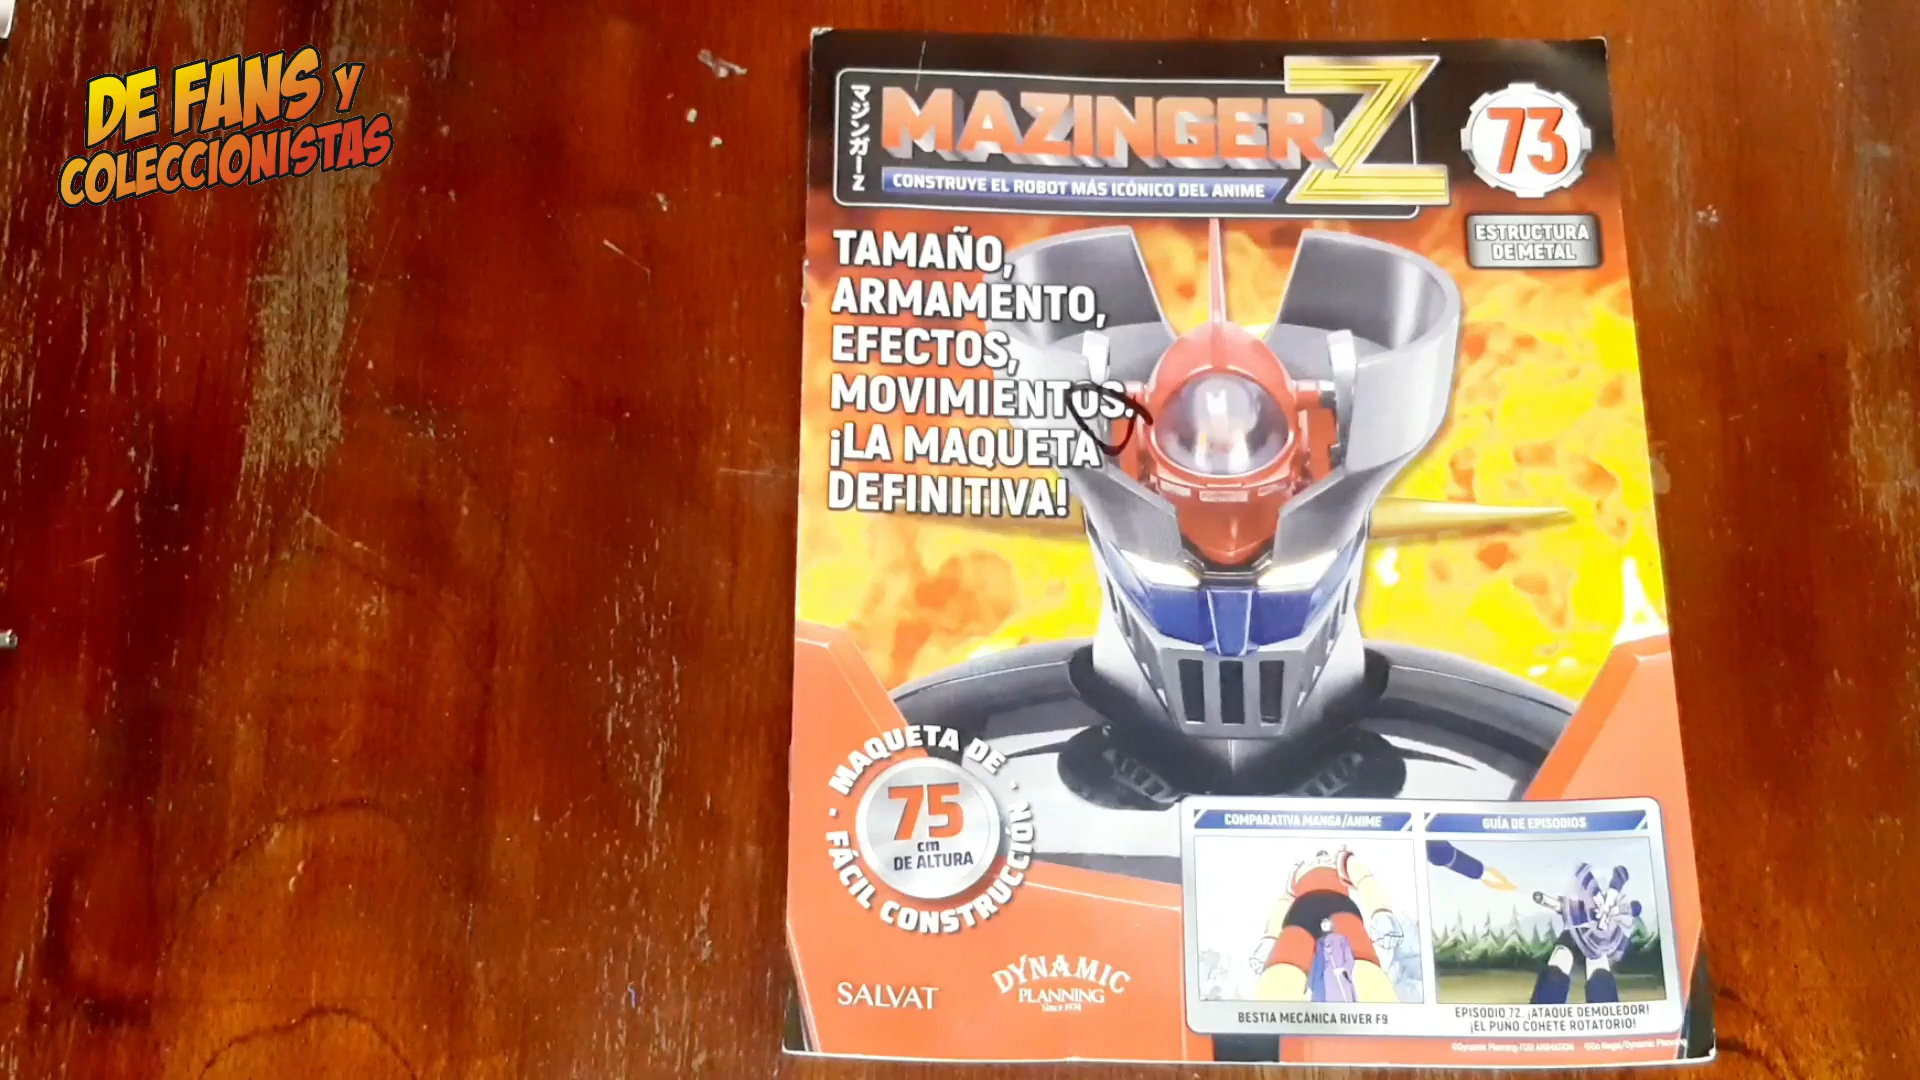 DE FANS Y
COLECCIONISTAS
マジンガーZ
MAZINGER Z
CONSTRUYE EL ROBOT MÁS ICÓNICO DEL ANIME
73
ESTRUCTURA
DE METAL
TAMAÑO,
ARMAMENTO,
EFECTOS,
MOVIMIENTOS.
¡LA MAQUETA
DEFINITIVA!
MAQUETA DE
75
cm
DE ALTURA
FÁCIL CONSTRUCCIÓN
SALVAT
DYNAMIC
PLANNING
COMPARATIVA MANGA/ANIME
BESTIA MECÁNICA RIVER F9
GUÍA DE EPISODIOS
EPISODIO 72. ¡ATAQUE DEMOLEDOR!
¡EL PUÑO COHETE ROTATORIO!